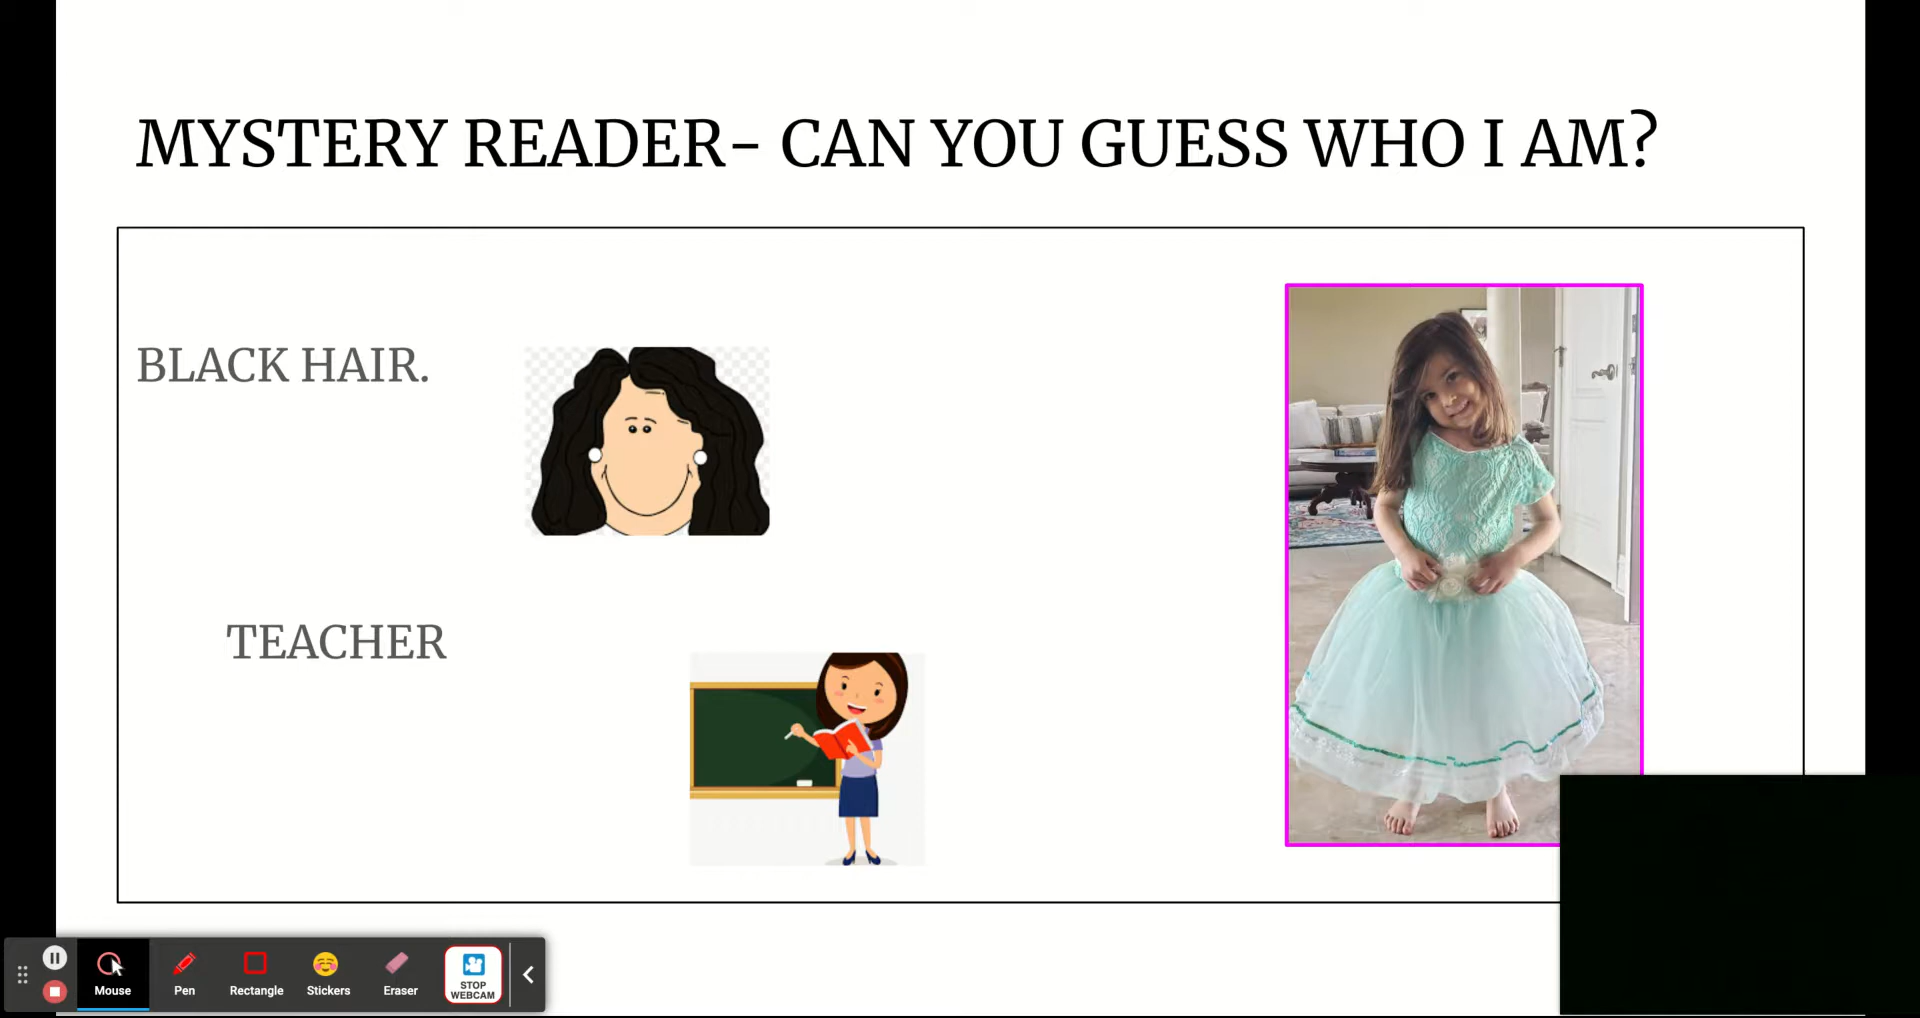 MYSTERY READER- CAN YOU GUESS WHO I AM?
BLACK HAIR.
TEACHER
Mouse
Pen
Rectangle
Stickers
Eraser
STOP
WEBCAM